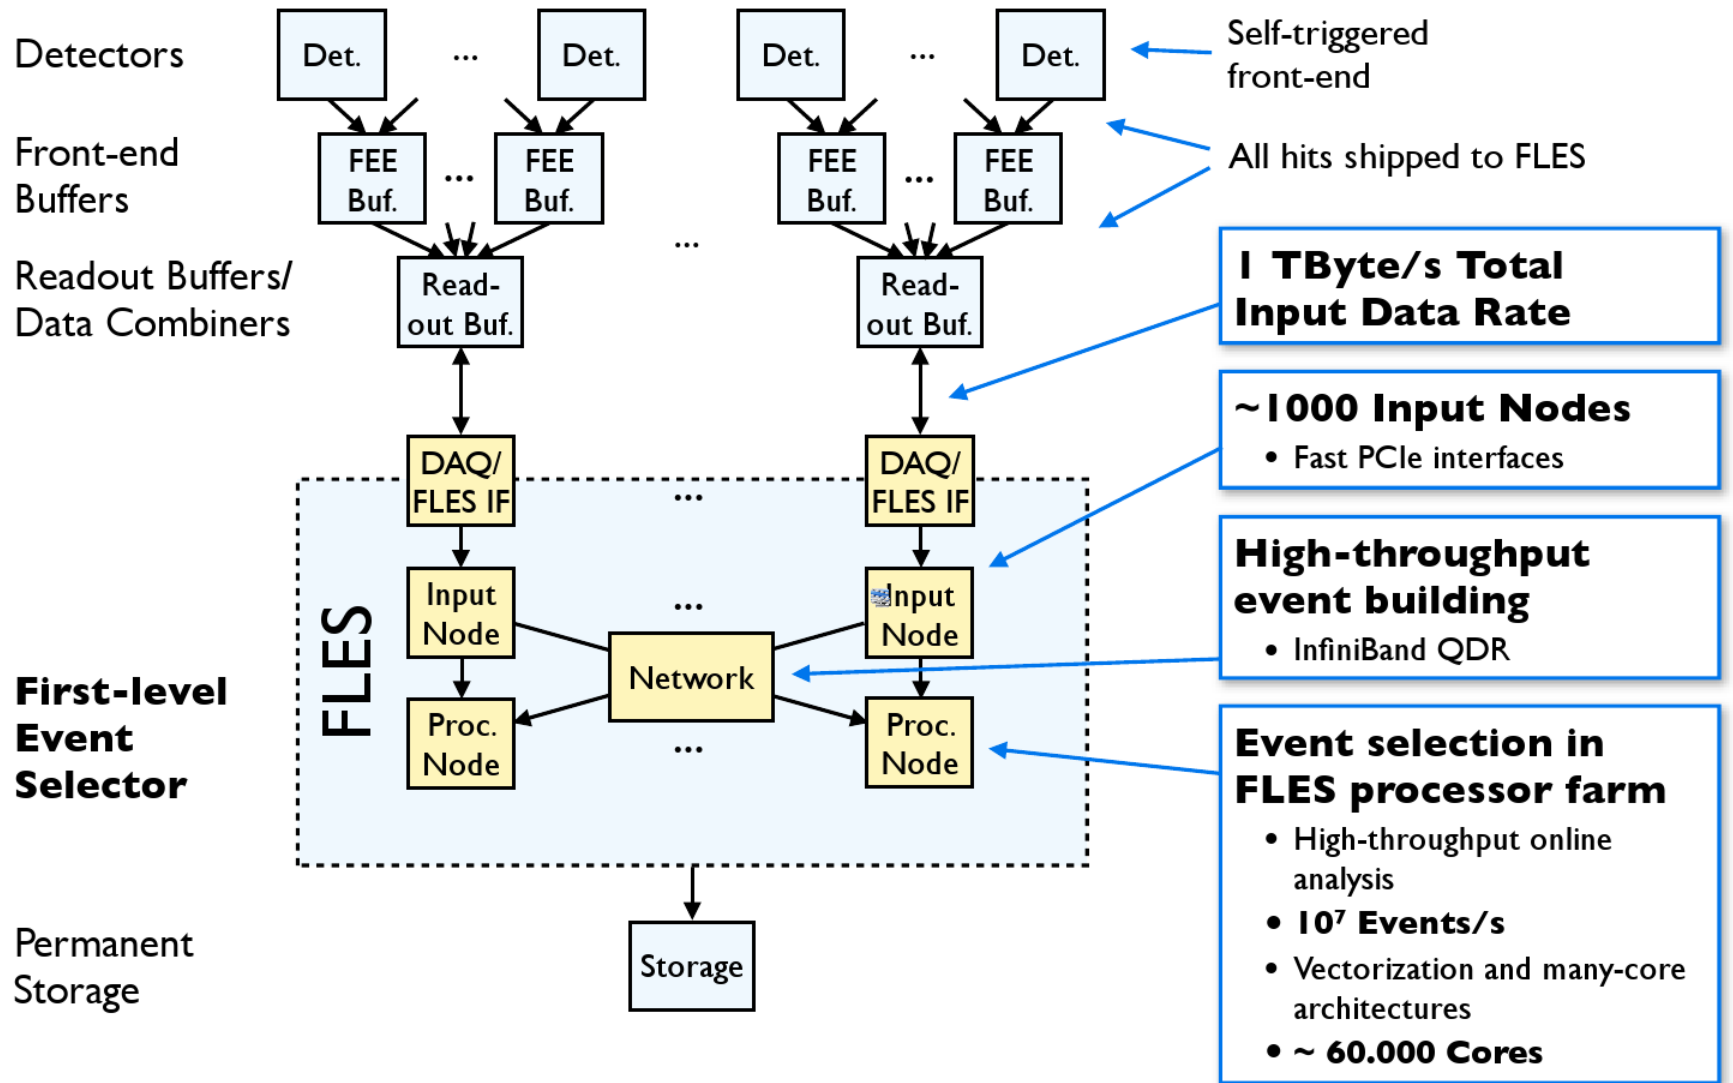 Detectors
Det.
...
Det.
Det.
...
Det.
Self-triggered
front-end
Front-end
Buffers
FEE
Buf.
...
FEE
Buf.
FEE
Buf.
...
FEE
Buf.
All hits shipped to FLES
...
Readout Buffers/
Data Combiners
Read-
out Buf.
Read-
out Buf.
1 TByte/s Total
Input Data Rate
~1000 Input Nodes
• Fast PCIe interfaces
DAQ/
FLES IF
...
DAQ/
FLES IF
High-throughput
event building
• InfiniBand QDR
FLES
Input
Node
...
Input
Node
Network
First-level
Event
Selector
Proc.
Node
...
Proc.
Node
Event selection in
FLES processor farm
• High-throughput online
analysis
• 10⁷ Events/s
• Vectorization and many-core
architectures
• ~ 60.000 Cores
Permanent
Storage
Storage